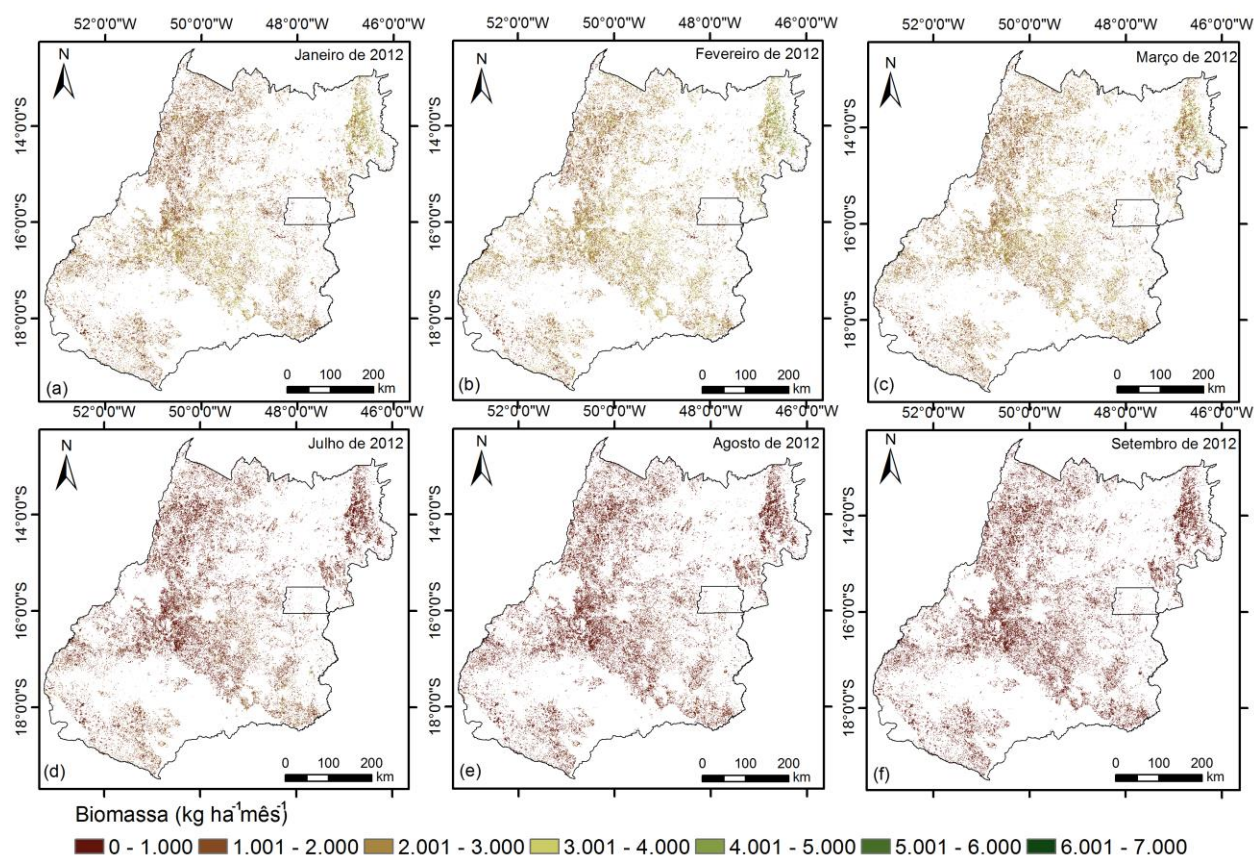 52°0'0"W 50°0'0"W 48°0'0"W 46°0'0"W 52°0'0"W 50°0'0"W 48°0'0"W 46°0'0"W 52°0'0"W 50°0'0"W 48°0'0"W 46°0'0"W
N Janeiro de 2012 N Fevereiro de 2012 N Março de 2012
14°0'0"S 14°0'0"S 14°0'0"S
16°0'0"S 16°0'0"S 16°0'0"S
18°0'0"S 18°0'0"S 18°0'0"S
0 100 200 0 100 200 0 100 200
(a) km (b) km (c) km
52°0'0"W 50°0'0"W 48°0'0"W 46°0'0"W 52°0'0"W 50°0'0"W 48°0'0"W 46°0'0"W 52°0'0"W 50°0'0"W 48°0'0"W 46°0'0"W
N Julho de 2012 N Agosto de 2012 N Setembro de 2012
14°0'0"S 14°0'0"S 14°0'0"S
16°0'0"S 16°0'0"S 16°0'0"S
18°0'0"S 18°0'0"S 18°0'0"S
0 100 200 0 100 200 0 100 200
(d) km (e) km (f) km
Biomassa (kg ha⁻¹mês⁻¹)
0 - 1.000 1.001 - 2.000 2.001 - 3.000 3.001 - 4.000 4.001 - 5.000 5.001 - 6.000 6.001 - 7.000